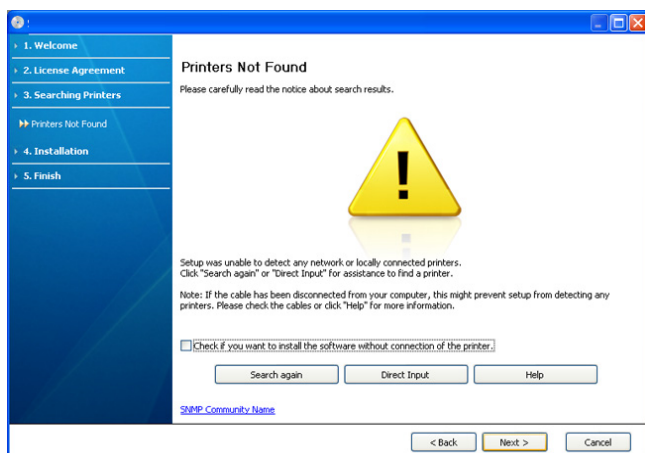 1. Welcome
2. License Agreement
3. Searching Printers
Printers Not Found
4. Installation
5. Finish
Printers Not Found
Please carefully read the notice about search results.
!
Setup was unable to detect any network or locally connected printers.
Click "Search again" or "Direct Input" for assistance to find a printer.
Note: If the cable has been disconnected from your computer, this might prevent setup from detecting any
printers. Please check the cables or click "Help" for more information.
Check if you want to install the software without connection of the printer.
Search again Direct Input Help
SNMP Community Name
< Back Next > Cancel